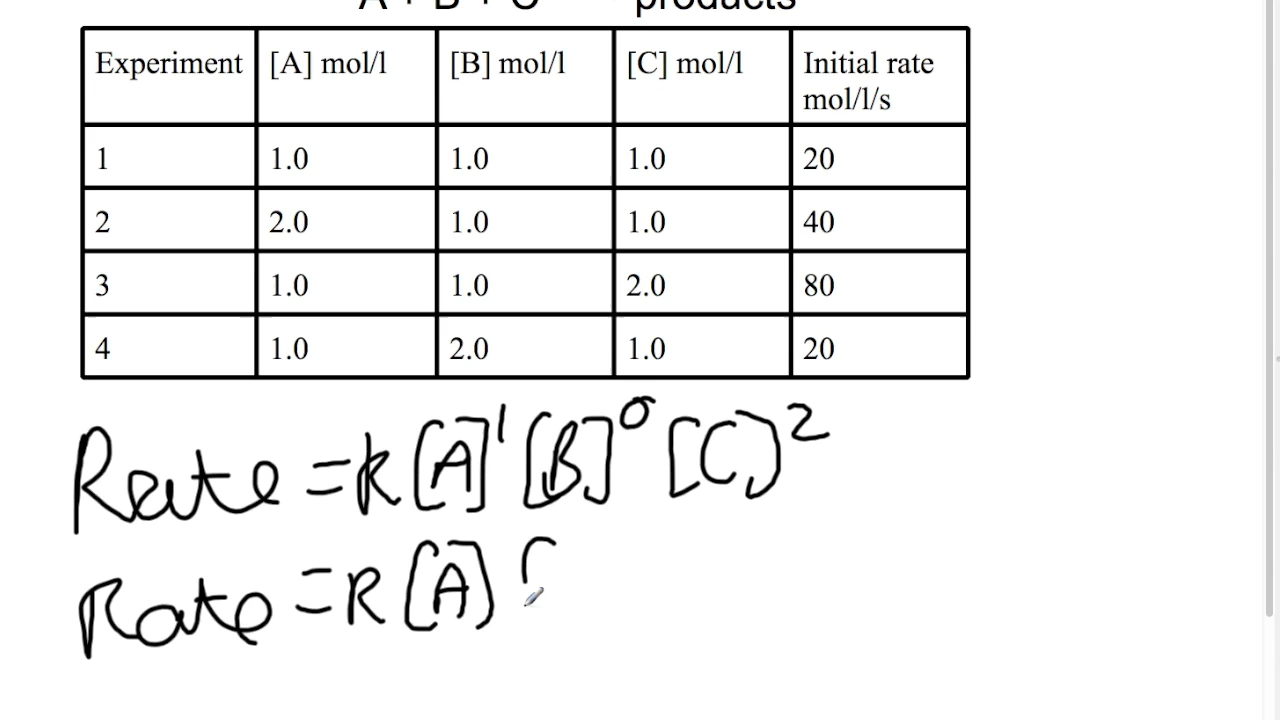 A + B + C products
Experiment [A] mol/l [B] mol/l [C] mol/l Initial rate mol/l/s
1 1.0 1.0 1.0 20
2 2.0 1.0 1.0 40
3 1.0 1.0 2.0 80
4 1.0 2.0 1.0 20
Rate = k [A]¹ [B]⁰ [C]²
Rate = k [A] [